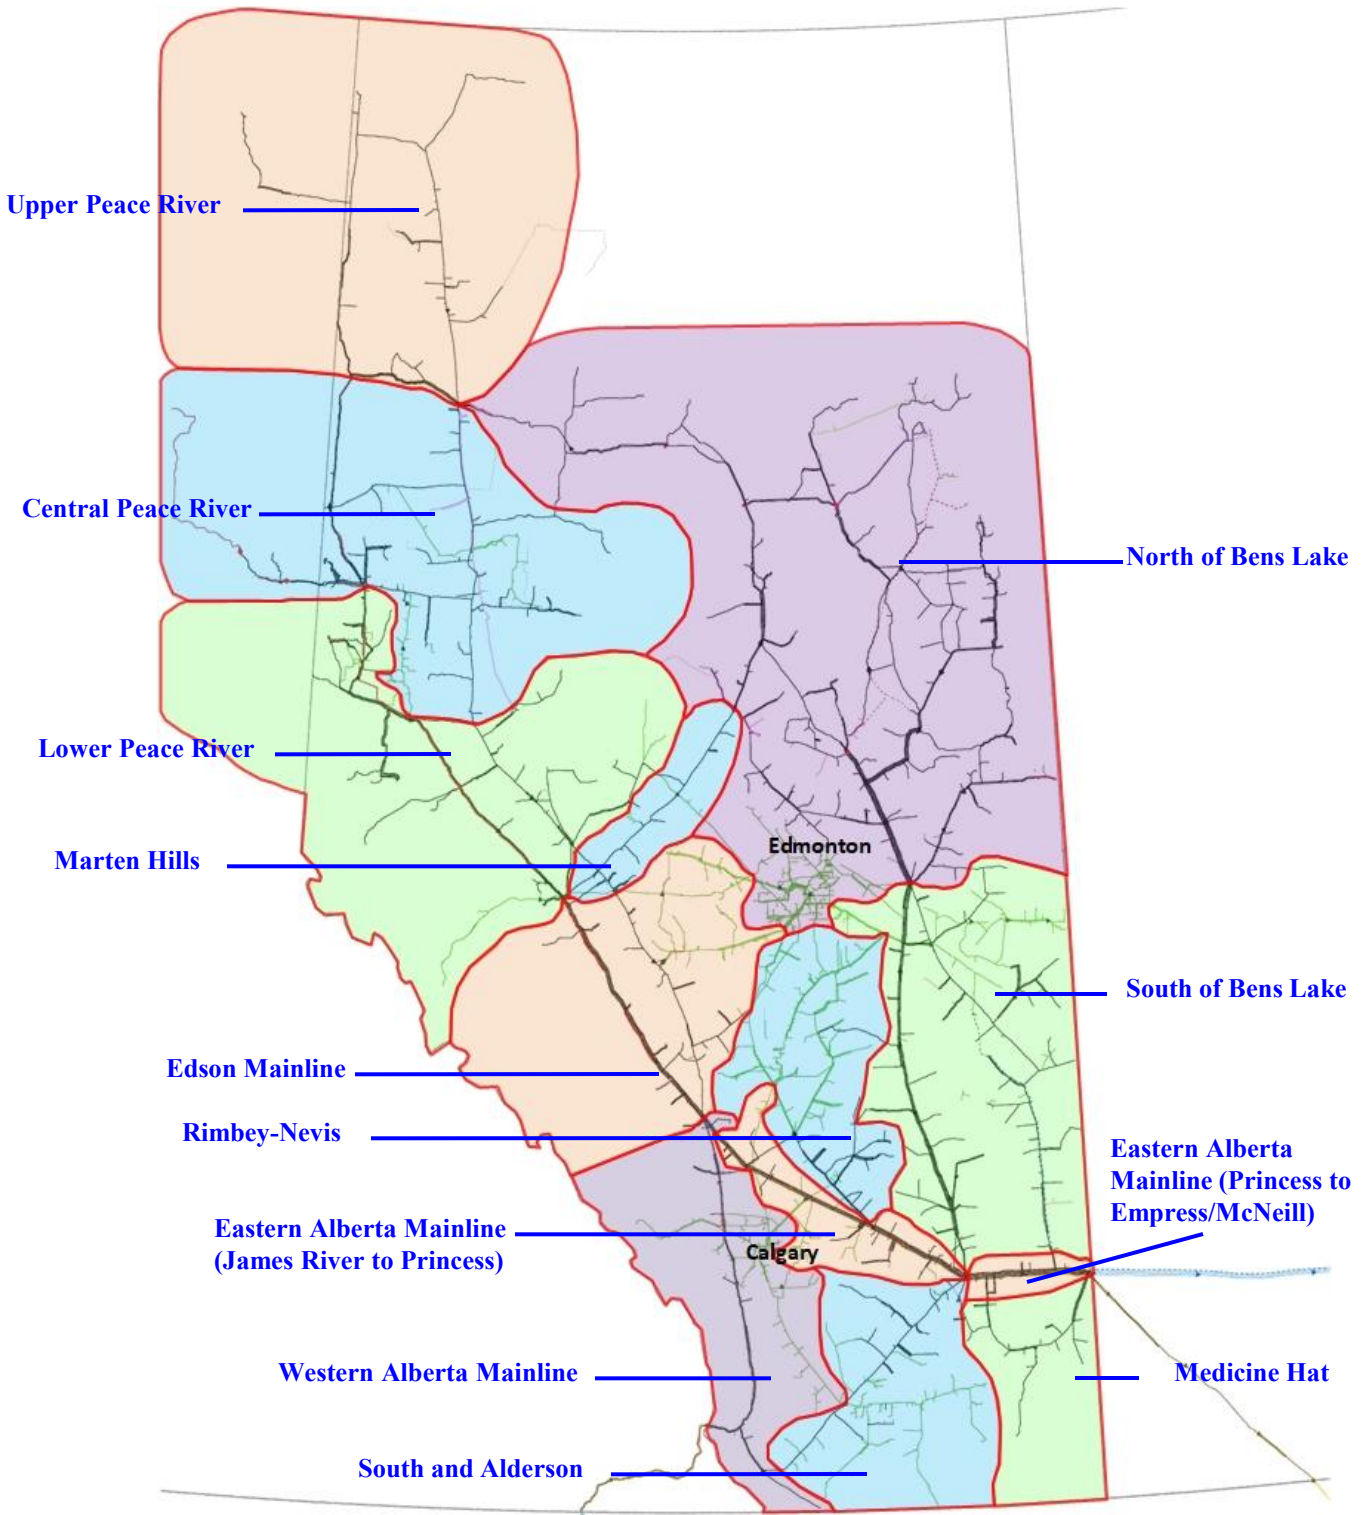 Upper Peace River
Central Peace River
North of Bens Lake
Lower Peace River
Edmonton
Marten Hills
South of Bens Lake
Edson Mainline
Rimbey-Nevis
Eastern Alberta
Mainline (Princess to
Empress/McNeill)
Eastern Alberta Mainline
(James River to Princess)
Calgary
Western Alberta Mainline
Medicine Hat
South and Alderson